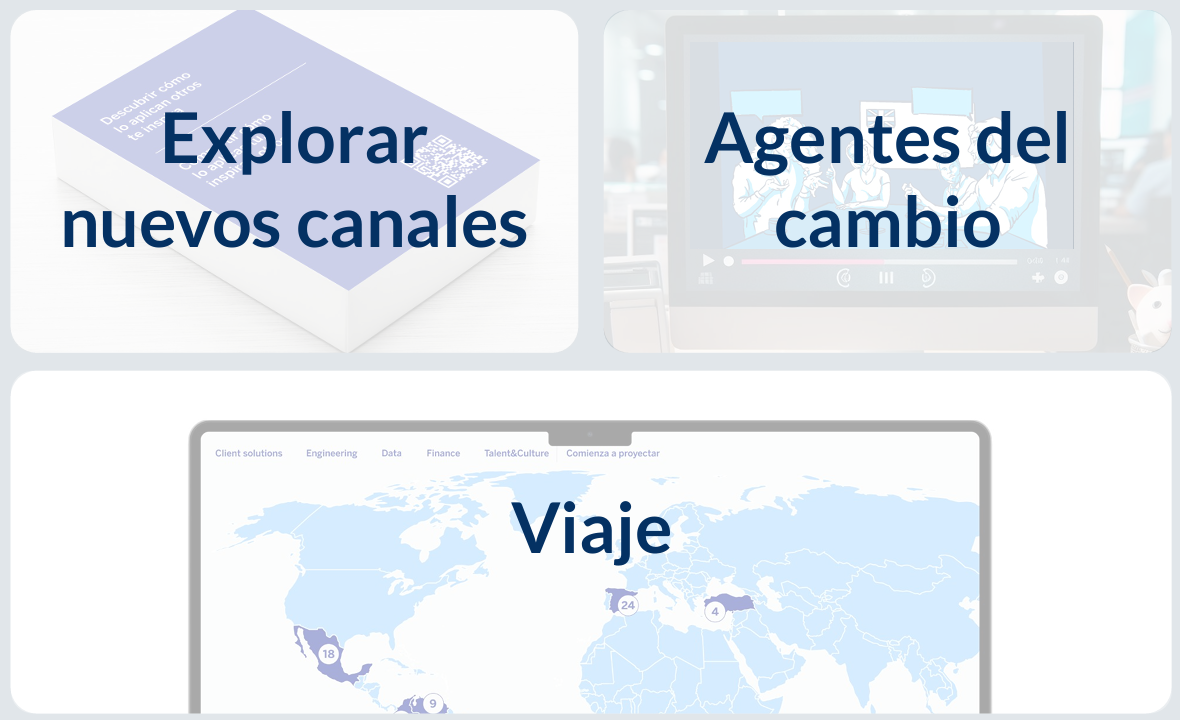 Descubrir cómo
lo aplican otros
te
Explorar
nuevos canales
Agentes del
cambio
Client solutions
Engineering
Data
Finance
Talent&Culture
Comienza a proyectar
Viaje
24
4
18
9